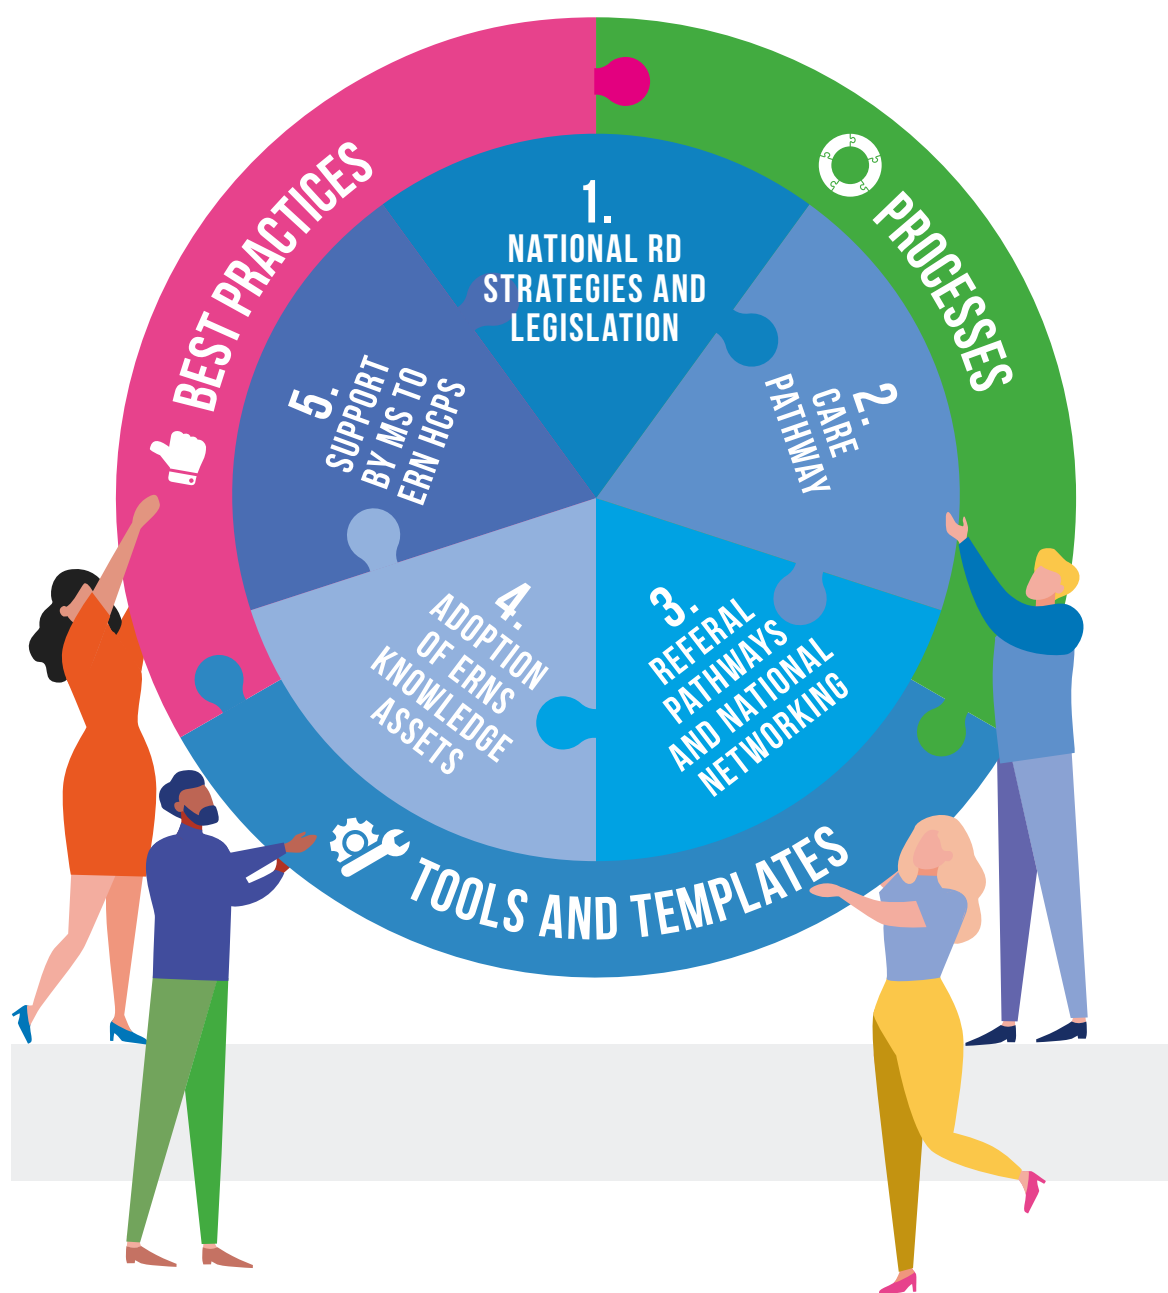 BEST PRACTICES
PROCESSES
1.
NATIONAL RD
STRATEGIES AND
LEGISLATION
2.
CARE
PATHWAY
3.
REFERAL
PATHWAYS
AND NATIONAL
NETWORKING
4.
ADOPTION
OF ERNS
KNOWLEDGE
ASSETS
5.
SUPPORT
BY MS TO
ERN HCPS
TOOLS AND TEMPLATES